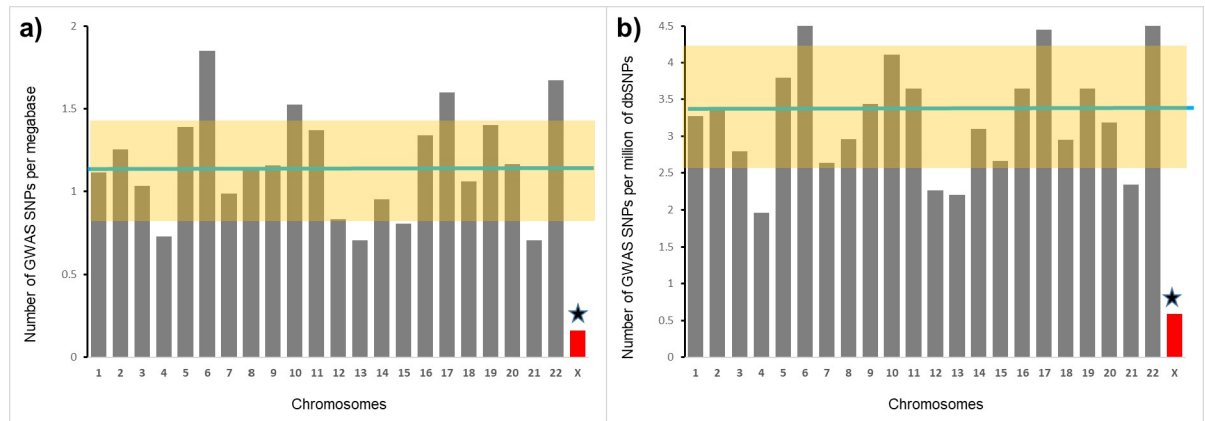 a)
Number of GWAS SNPs per megabase
2
1.5
1
0.5
0
1 2 3 4 5 6 7 8 9 10 11 12 13 14 15 16 17 18 19 20 21 22 X
Chromosomes
b)
Number of GWAS SNPs per million of dbSNPs
4.5
4
3.5
3
2.5
2
1.5
1
0.5
0
1 2 3 4 5 6 7 8 9 10 11 12 13 14 15 16 17 18 19 20 21 22 X
Chromosomes